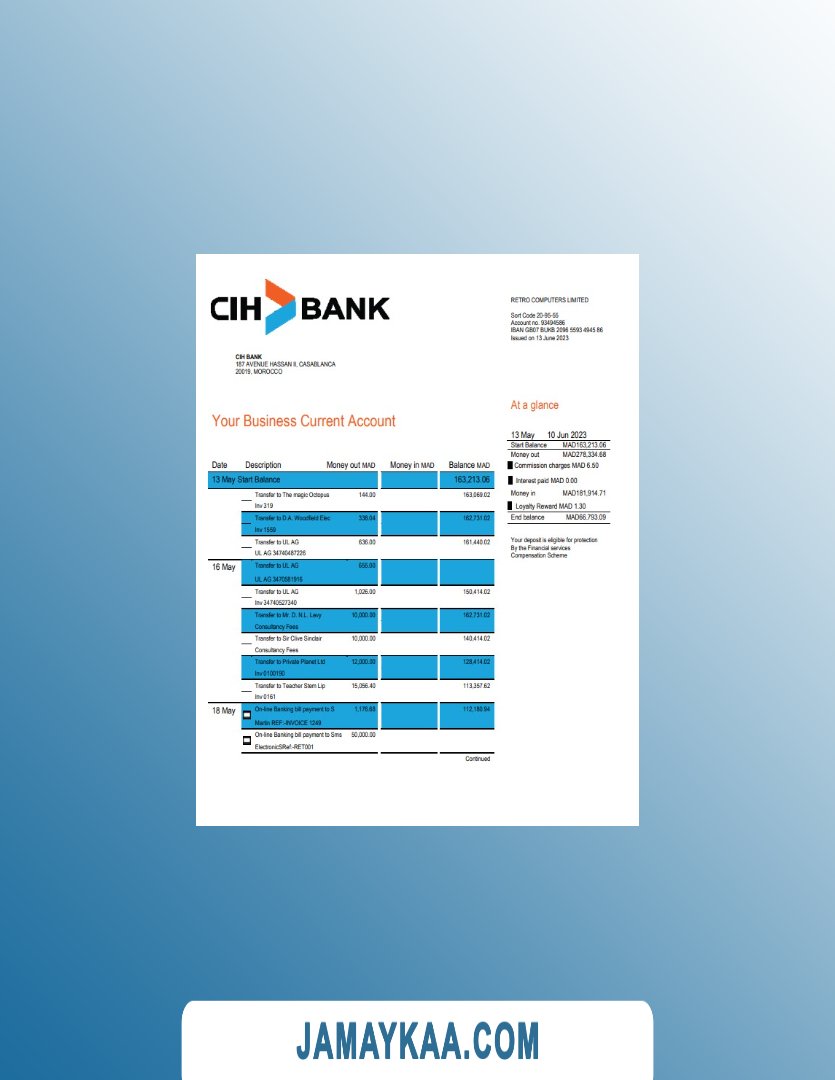 CIH BANK
RETRO COMPUTERS LIMITED
Sort Code 20-95-55
Account no. 93494586
IBAN GB07 BUKB 2096 5593 4945 86
Issued on 13 June 2023
CIH BANK
187 AVENUE HASSAN II, CASABLANCA
20019, MOROCCO
Your Business Current Account
At a glance
13 May 10 Jun 2023
Start Balance MAD163,213.06
Money out MAD278,334.68
Commission charges MAD 6.50
Interest paid MAD 0.00
Money in MAD181,914.71
Loyalty Reward MAD 1.30
End balance MAD66.793.09
Your deposit is eligible for protection
By the Financial services
Compensation Scheme
Date Description Money out MAD Money in MAD Balance MAD
13 May Start Balance 163,213.06
Transfer to The magic Octopus 144.00 163,069.02
Inv 319
Transfer to D.A. Woodfield Elec 338.04 162,731.02
Inv 1559
Transfer to UL AG 636.00 161,440.02
UL AG 34740487226
16 May Transfer to UL AG 655.00
UL AG 3470581916
Transfer to UL AG 1,026.00 150,414.02
Inv 34740527340
Transfer to Mr. D. N.L. Levy 10,000.00 162,731.02
Consultancy Fees
Transfer to Sir Clive Sinclair 10,000.00 140,414.02
Consultancy Fees
Transfer to Private Planet Ltd 12,000.00 128,414.02
Inv 0100190
Transfer to Teacher Stem Lip 15,056.40 113,357.62
Inv 0161
18 May On-line Banking bill payment to S 1,176.68 112,180.94
Martin REF:-INVOICE 1249
On-line Banking bill payment to Sms 50,000.00
ElectronicSRef:-RET001
Continued
JAMAYKAA.COM